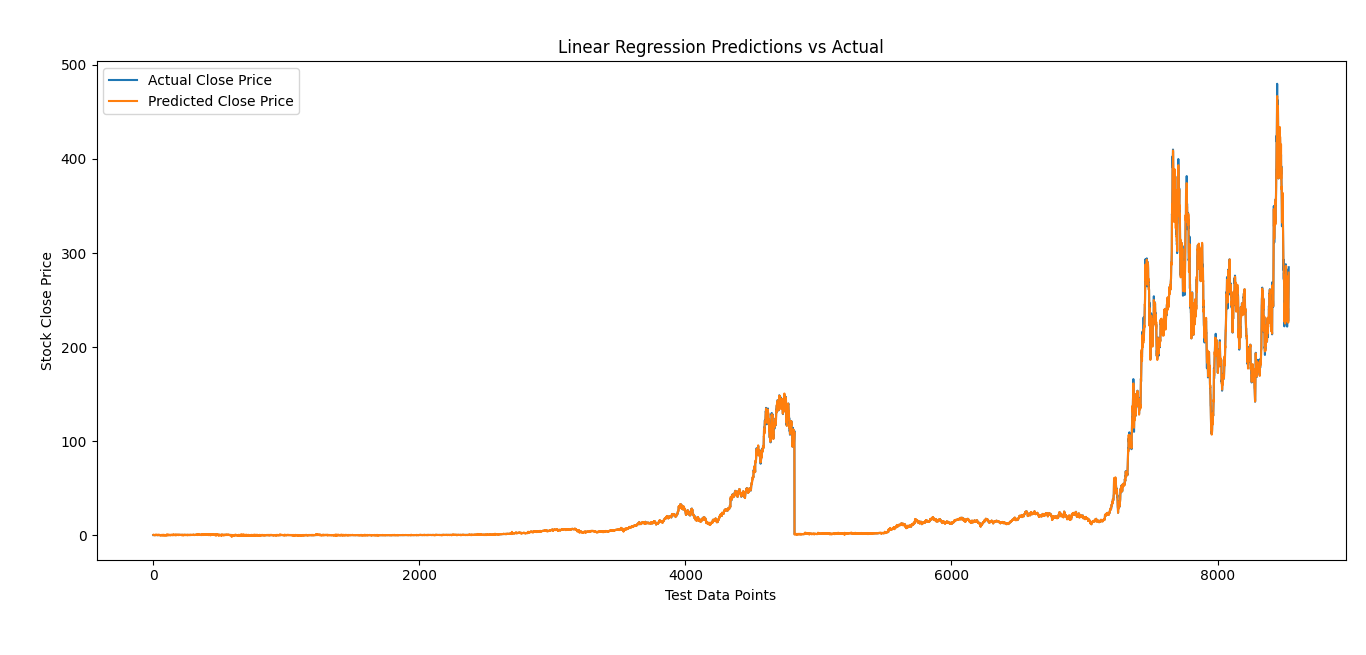 Linear Regression Predictions vs Actual
Actual Close Price
Predicted Close Price
Stock Close Price
500
400
300
200
100
0
0 2000 4000 6000 8000
Test Data Points